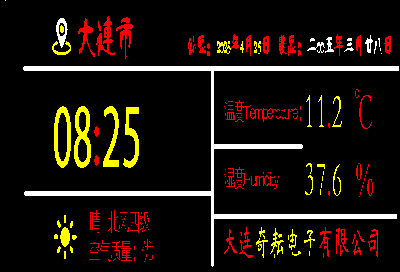 大连市
公历：2025年4月25日 农历：二〇〇五年三月廿八日
08:25
温度Temperature: 11.2 ℃
湿度Humidity: 37.6 %
晴 北风四级
空气质量：优
大连奇耘电子有限公司